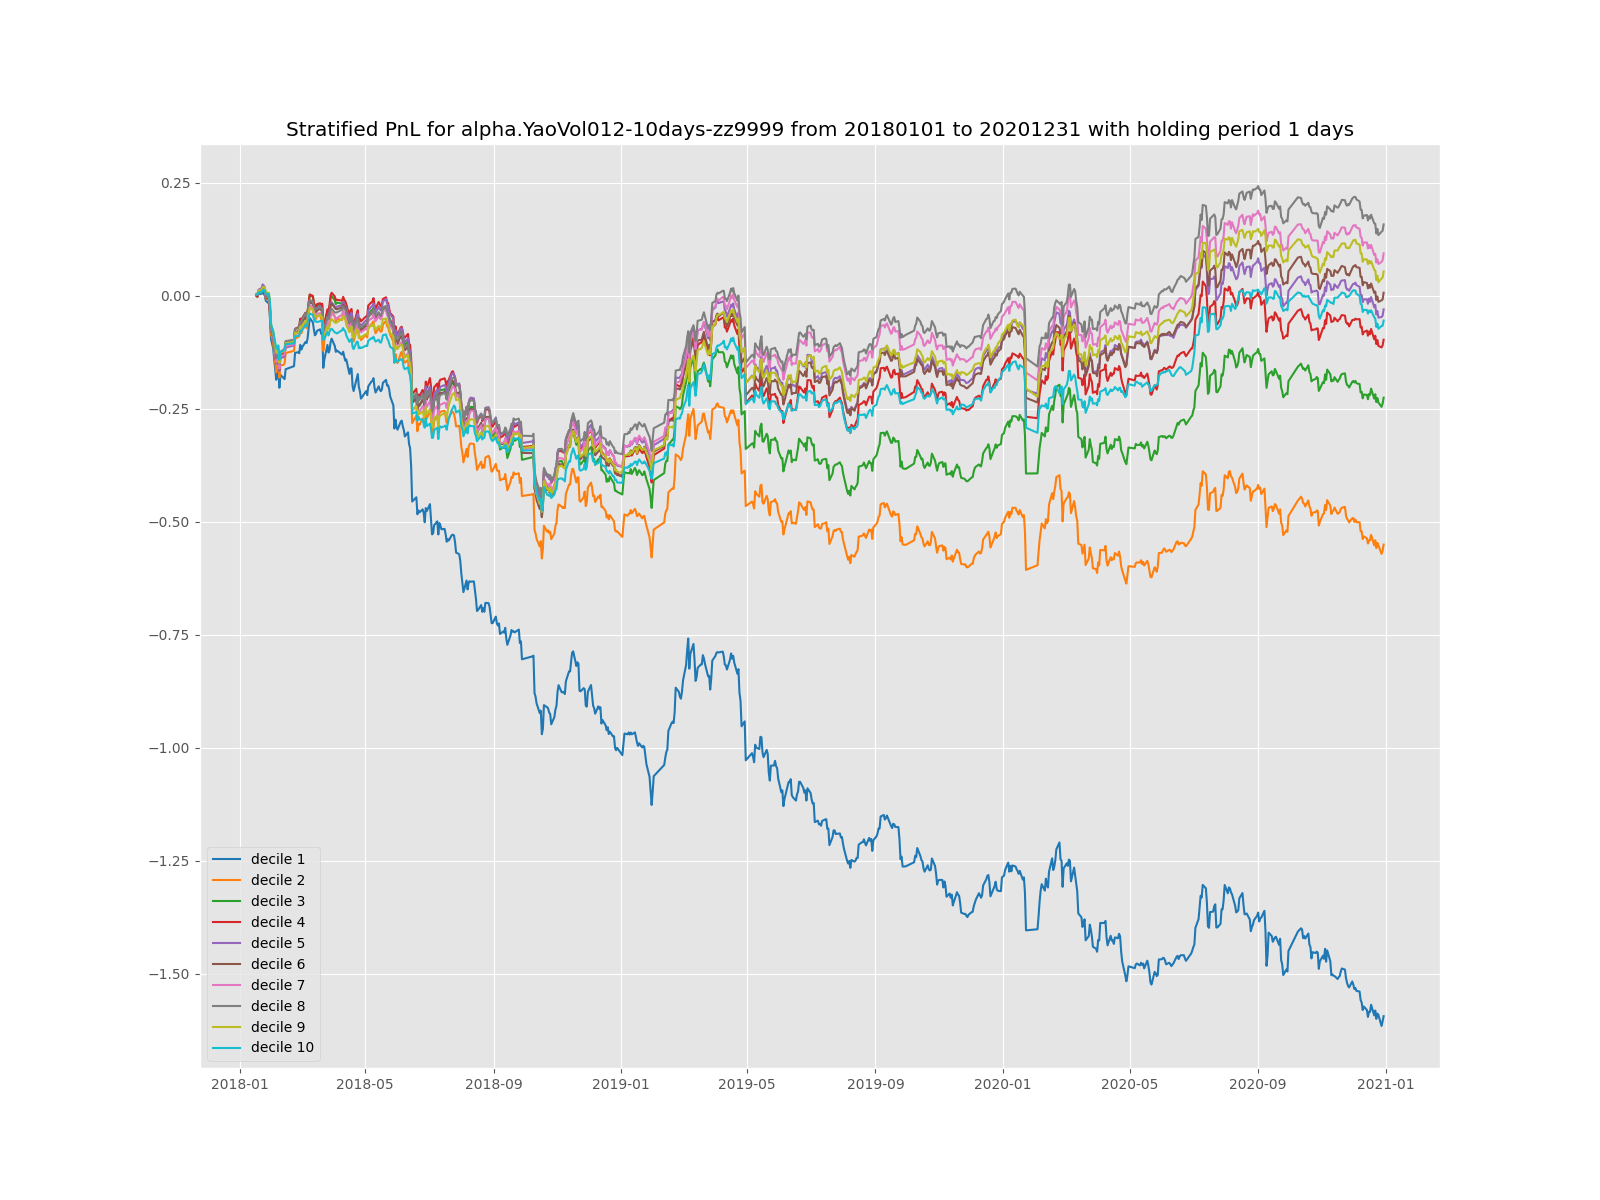 Stratified PnL for alpha.YaoVol012-10days-zz9999 from 20180101 to 20201231 with holding period 1 days
0.25
0.00
−0.25
−0.50
−0.75
−1.00
−1.25
−1.50
decile 1
decile 2
decile 3
decile 4
decile 5
decile 6
decile 7
decile 8
decile 9
decile 10
2018-01 2018-05 2018-09 2019-01 2019-05 2019-09 2020-01 2020-05 2020-09 2021-01